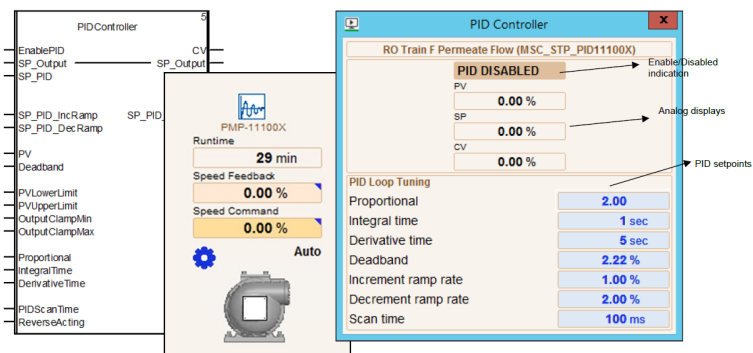 5
PIDController
EnablePID
CV
SP_Output
SP_Output
SP_PID
SP_PID_IncRamp
SP_PID_
SP_PID_DecRamp
PV
Deadband
PVLowerLimit
PVUpperLimit
OutputClampMin
OutputClampMax
Proportional
IntegralTime
DerivativeTime
PIDScanTime
ReverseActing
PMP-11100X
Runtime
29 min
Speed Feedback
0.00 %
Speed Command
0.00 %
Auto
PID Controller
x
RO Train F Permeate Flow (MSC_STP_PID11100X)
PID DISABLED
PV
0.00 %
SP
0.00 %
CV
0.00 %
PID Loop Tuning
Proportional 2.00
Integral time 1 sec
Derivative time 5 sec
Deadband 2.22 %
Increment ramp rate 1.00 %
Decrement ramp rate 2.00 %
Scan time 100 ms
Enable/Disabled
indication
Analog displays
PID setpoints